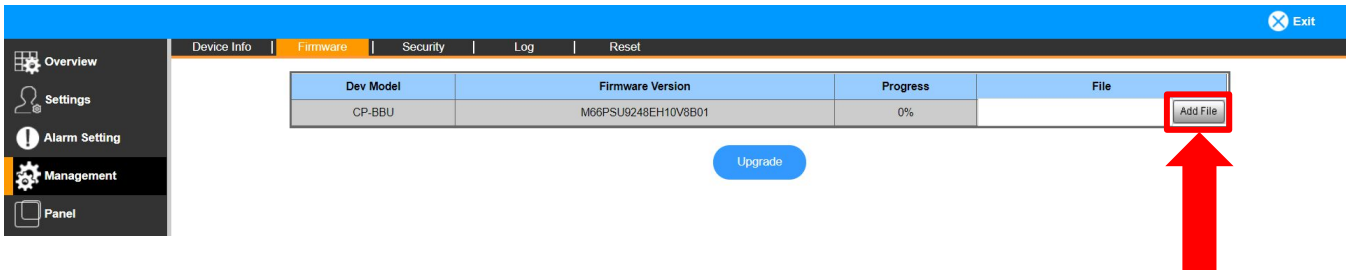 Exit
Device Info | Firmware | Security | Log | Reset
Overview
Settings
Alarm Setting
Management
Panel
Dev Model Firmware Version Progress File
CP-BBU M66PSU9248EH10V8B01 0% Add File
Upgrade